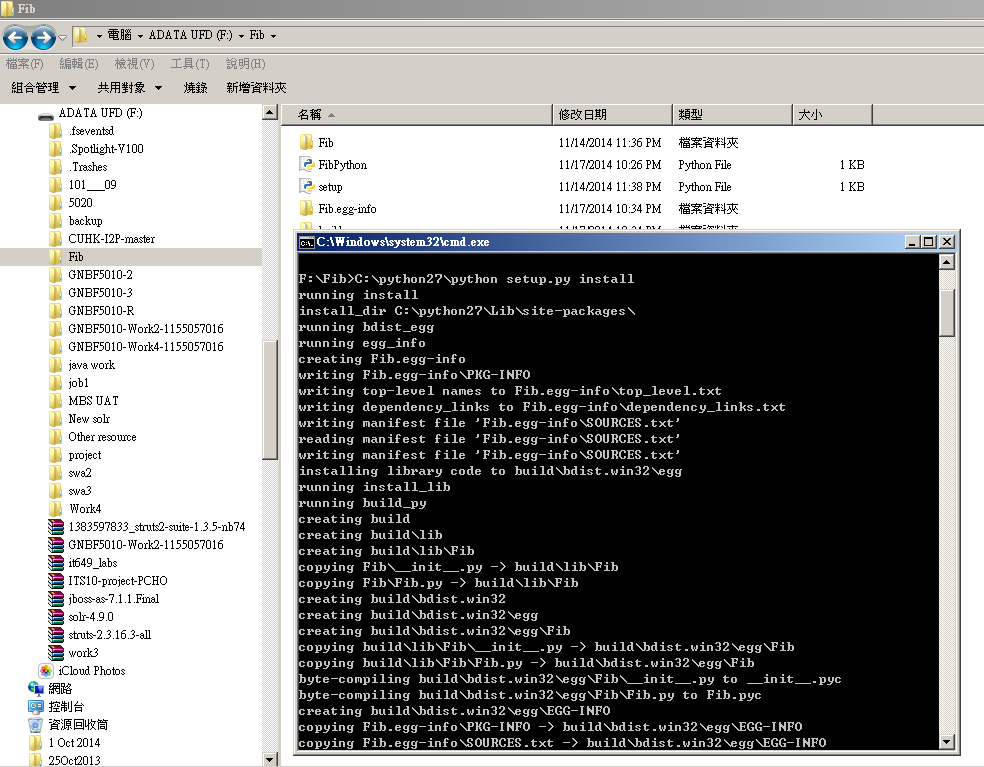 Fib
電腦 ADATA UFD (F:) Fib
檔案(F) 編輯(E) 檢視(V) 工具(T) 說明(H)
組合管理 共用對象 燒錄 新增資料夾
ADATA UFD (F:)
.fseventsd
.Spotlight-V100
.Trashes
101___09
5020
backup
CUHK-I2P-master
Fib
GNBF5010-2
GNBF5010-3
GNBF5010-R
GNBF5010-Work2-1155057016
GNBF5010-Work4-1155057016
java work
job1
MBS UAT
New solr
Other resource
project
swa2
swa3
Work4
1383597833_struts2-suite-1.3.5-nb74
GNBF5010-Work2-1155057016
it649_labs
ITS10-project-PCHO
jboss-as-7.1.1.Final
solr-4.9.0
struts-2.3.16.3-all
work3
iCloud Photos
網路
控制台
資源回收筒
1 Oct 2014
25Oct2013
名稱 修改日期 類型 大小
Fib 11/14/2014 11:36 PM 檔案資料夾
FibPython 11/17/2014 10:26 PM Python File 1 KB
setup 11/14/2014 11:38 PM Python File 1 KB
Fib.egg-info 11/17/2014 10:34 PM 檔案資料夾
C:\Windows\system32\cmd.exe
F:\Fib>C:\python27\python setup.py install
running install
install_dir C:\python27\Lib\site-packages\
running bdist_egg
running egg_info
creating Fib.egg-info
writing Fib.egg-info\PKG-INFO
writing top-level names to Fib.egg-info\top_level.txt
writing dependency_links to Fib.egg-info\dependency_links.txt
writing manifest file 'Fib.egg-info\SOURCES.txt'
reading manifest file 'Fib.egg-info\SOURCES.txt'
writing manifest file 'Fib.egg-info\SOURCES.txt'
installing library code to build\bdist.win32\egg
running install_lib
running build_py
creating build
creating build\lib
creating build\lib\Fib
copying Fib\__init__.py -> build\lib\Fib
copying Fib\Fib.py -> build\lib\Fib
creating build\bdist.win32
creating build\bdist.win32\egg
creating build\bdist.win32\egg\Fib
copying build\lib\Fib\__init__.py -> build\bdist.win32\egg\Fib
copying build\lib\Fib\Fib.py -> build\bdist.win32\egg\Fib
byte-compiling build\bdist.win32\egg\Fib\__init__.py to __init__.pyc
byte-compiling build\bdist.win32\egg\Fib\Fib.py to Fib.pyc
creating build\bdist.win32\egg\EGG-INFO
copying Fib.egg-info\PKG-INFO -> build\bdist.win32\egg\EGG-INFO
copying Fib.egg-info\SOURCES.txt -> build\bdist.win32\egg\EGG-INFO